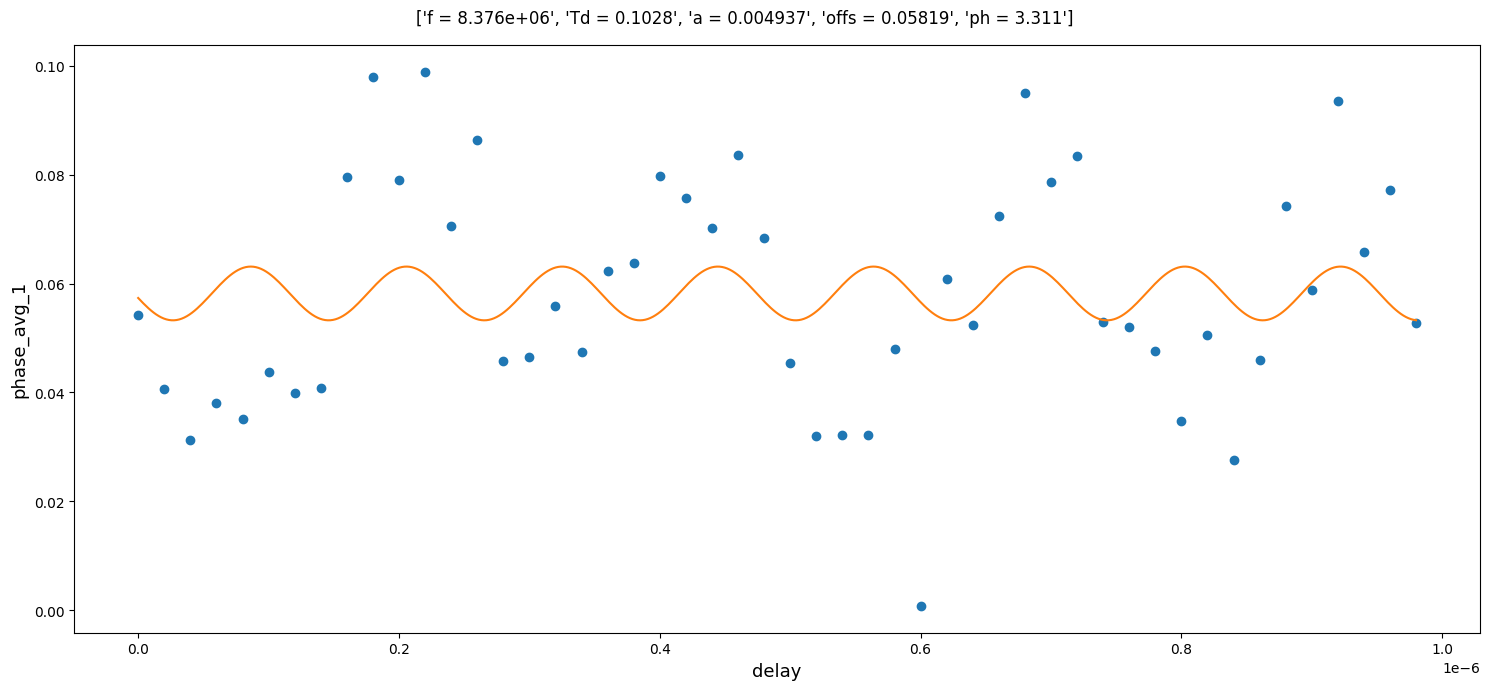 ['f = 8.376e+06', 'Td = 0.1028', 'a = 0.004937', 'offs = 0.05819', 'ph = 3.311']
0.10
0.08
0.06
0.04
0.02
0.00
phase_avg_1
0.0 0.2 0.4 0.6 0.8 1.0
1e−6
delay